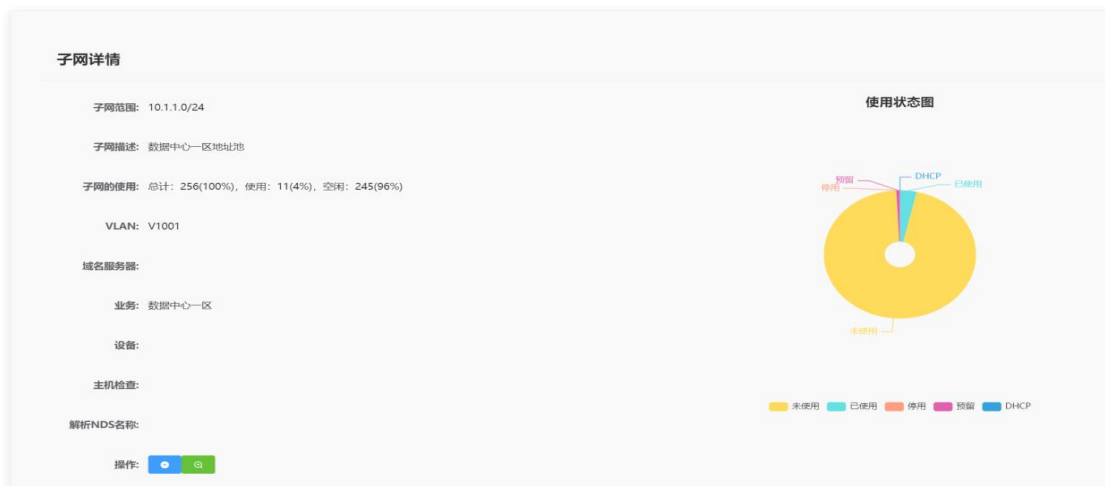 子网详情
子网范围: 10.1.1.0/24
子网描述: 数据中心一区地址池
子网的使用: 总计：256(100%)，使用：11(4%)，空闲：245(96%)
VLAN: V1001
域名服务器:
业务: 数据中心一区
设备:
主机检查:
解析NDS名称:
操作:
使用状态图
预留
DHCP
停用
已使用
未使用
未使用 已使用 停用 预留 DHCP